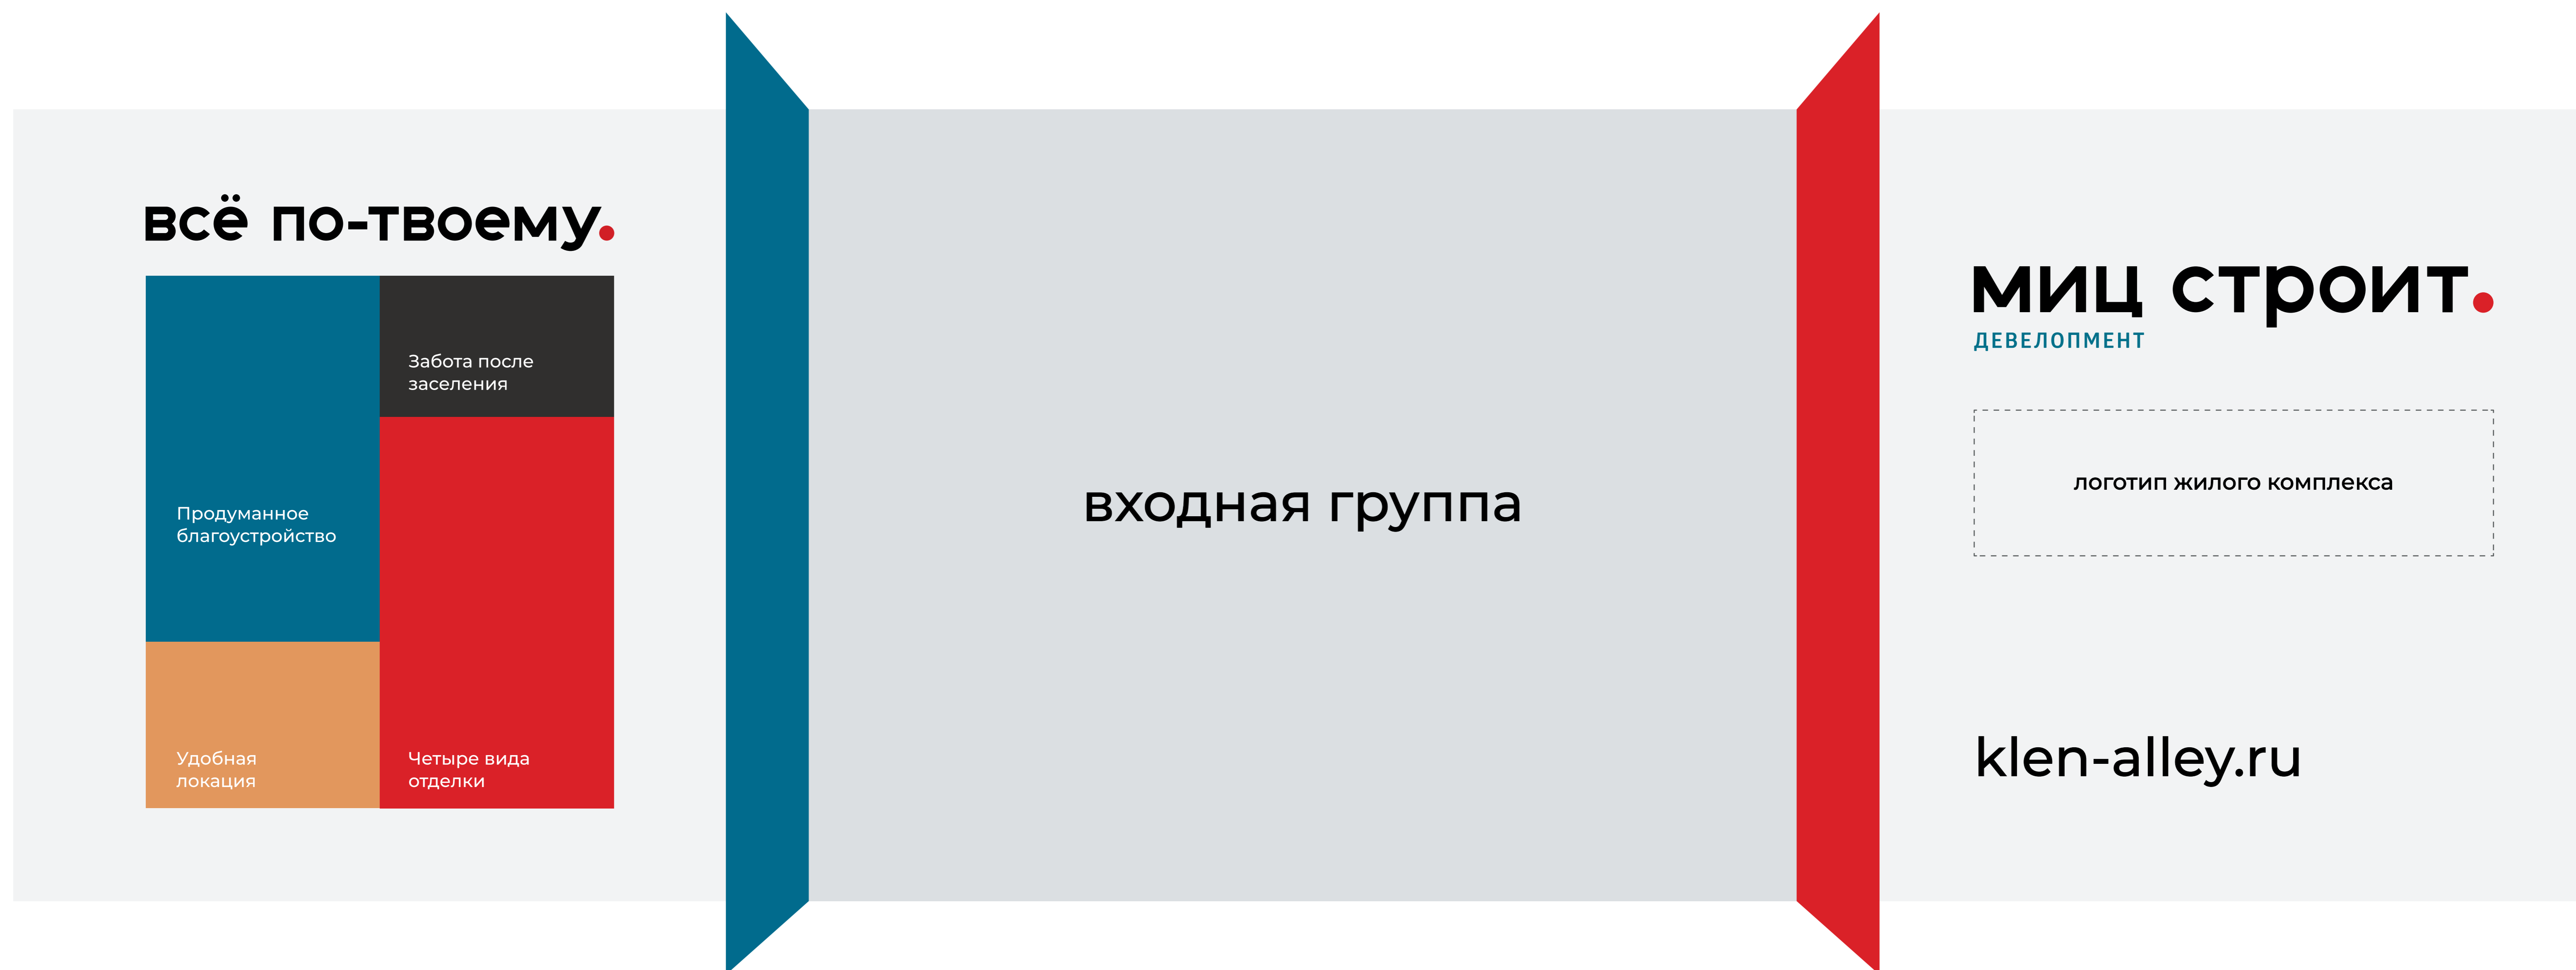 всё по-твоему.
Забота после
заселения
Продуманное
благоустройство
Удобная
локация
Четыре вида
отделки
входная группа
миц строит.
ДЕВЕЛОПМЕНТ
логотип жилого комплекса
klen-alley.ru